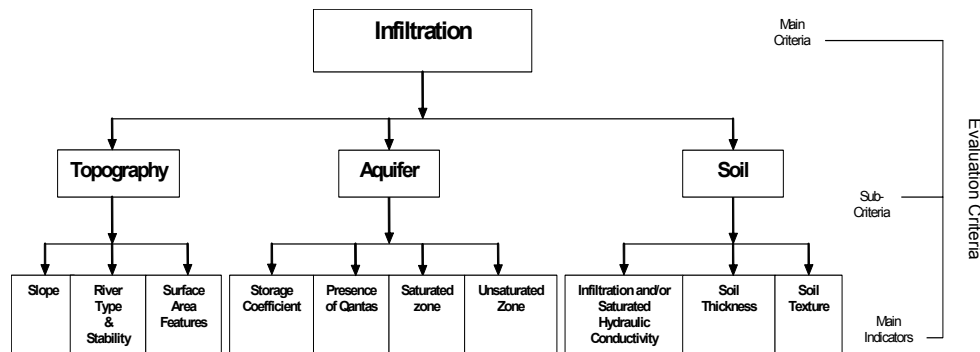 Infiltration
Main
Criteria
Topography
Aquifer
Soil
Sub-
Criteria
Evaluation Criteria
Slope
River
Type
&
Stability
Surface
Area
Features
Storage
Coefficient
Presence
of Qantas
Saturated
zone
Unsaturated
Zone
Infiltration and/or
Saturated
Hydraulic
Conductivity
Soil
Thickness
Soil
Texture
Main
Indicators